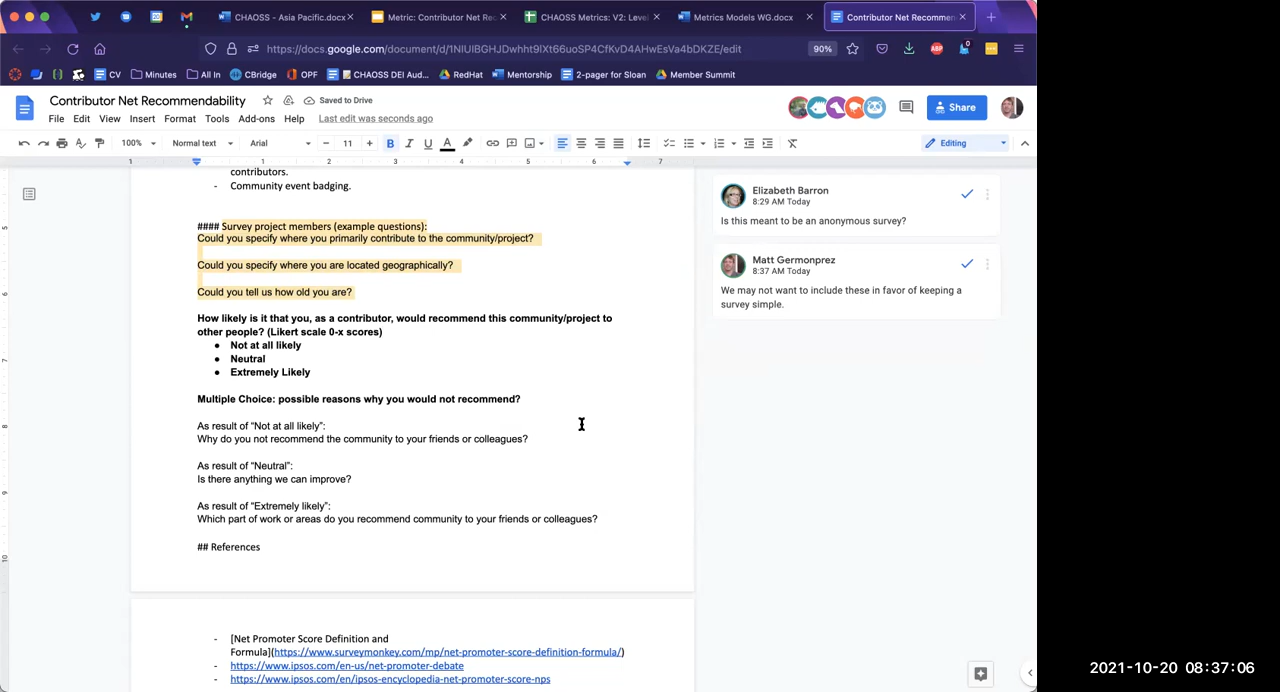 CHAOSS - Asia Pacific.docx
Metric: Contributor Net Re
CHAOSS Metrics: V2: Level
Metrics Models WG.docx
Contributor Net Recommen
https://docs.google.com/document/d/1NIUIBGHJDwhht9lXt66uoSP4CfKvD4AHwEsVa4bDKZE/edit
90%
CV
Minutes
All In
CBridge
OPF
CHAOSS DEI Aud...
RedHat
Mentorship
2-pager for Sloan
Member Summit
Contributor Net Recommendability
Saved to Drive
Share
File Edit View Insert Format Tools Add-ons Help Last edit was seconds ago
100% Normal text Arial 11 Editing
1 1 2 3 4 5 6 7
contributors.
- Community event badging.
#### Survey project members (example questions):
Could you specify where you primarily contribute to the community/project?
Could you specify where you are located geographically?
Could you tell us how old you are?
How likely is it that you, as a contributor, would recommend this community/project to
other people? (Likert scale 0-x scores)
● Not at all likely
● Neutral
● Extremely Likely
Multiple Choice: possible reasons why you would not recommend?
As result of “Not at all likely”:
Why do you not recommend the community to your friends or colleagues?
As result of “Neutral”:
Is there anything we can improve?
As result of “Extremely likely”:
Which part of work or areas do you recommend community to your friends or colleagues?
## References
- [Net Promoter Score Definition and
Formula](https://www.surveymonkey.com/mp/net-promoter-score-definition-formula/)
- https://www.ipsos.com/en-us/net-promoter-debate
- https://www.ipsos.com/en/ipsos-encyclopedia-net-promoter-score-nps
Elizabeth Barron
8:29 AM Today
Is this meant to be an anonymous survey?
Matt Germonprez
8:37 AM Today
We may not want to include these in favor of keeping a
survey simple.
2021-10-20 08:37:06